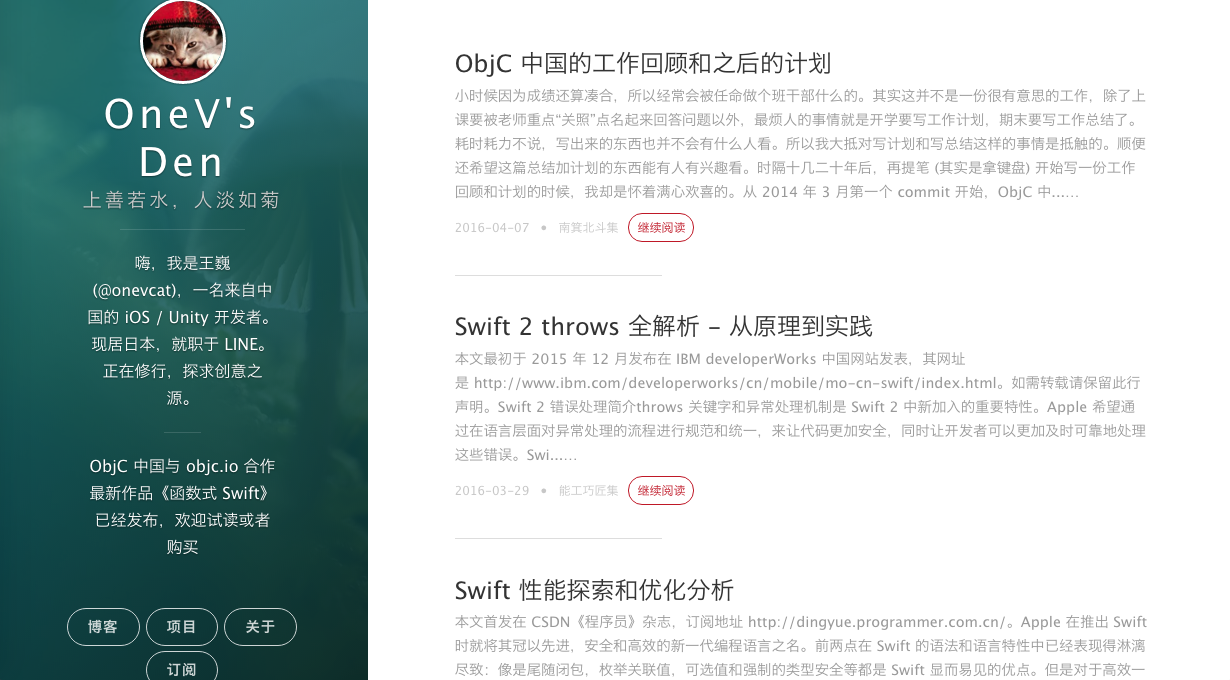 OneV's
Den
上善若水，人淡如菊
嗨，我是王巍
(@onevcat)，一名来自中
国的 iOS / Unity 开发者。
现居日本，就职于 LINE。
正在修行，探求创意之
源。
ObjC 中国与 objc.io 合作
最新作品《函数式 Swift》
已经发布，欢迎试读或者
购买
博客 项目 关于
订阅
ObjC 中国的工作回顾和之后的计划
小时候因为成绩还算凑合，所以经常会被任命做个班干部什么的。其实这并不是一份很有意思的工作，除了上
课要被老师重点“关照”点名起来回答问题以外，最烦人的事情就是开学要写工作计划，期末要写工作总结了。
耗时耗力不说，写出来的东西也并不会有什么人看。所以我大抵对写计划和写总结这样的事情是抵触的。顺便
还希望这篇总结加计划的东西能有人有兴趣看。时隔十几二十年后，再提笔 (其实是拿键盘) 开始写一份工作
回顾和计划的时候，我却是怀着满心欢喜的。从 2014 年 3 月第一个 commit 开始，ObjC 中……
2016-04-07 • 南箕北斗集 继续阅读
Swift 2 throws 全解析 - 从原理到实践
本文最初于 2015 年 12 月发布在 IBM developerWorks 中国网站发表，其网址
是 http://www.ibm.com/developerworks/cn/mobile/mo-cn-swift/index.html。如需转载请保留此行
声明。Swift 2 错误处理简介throws 关键字和异常处理机制是 Swift 2 中新加入的重要特性。Apple 希望通
过在语言层面对异常处理的流程进行规范和统一，来让代码更加安全，同时让开发者可以更加及时可靠地处理
这些错误。Swi……
2016-03-29 • 能工巧匠集 继续阅读
Swift 性能探索和优化分析
本文首发在 CSDN《程序员》杂志，订阅地址 http://dingyue.programmer.com.cn/。Apple 在推出 Swift
时就将其冠以先进，安全和高效的新一代编程语言之名。前两点在 Swift 的语法和语言特性中已经表现得淋漓
尽致：像是尾随闭包，枚举关联值，可选值和强制的类型安全等都是 Swift 显而易见的优点。但是对于高效一